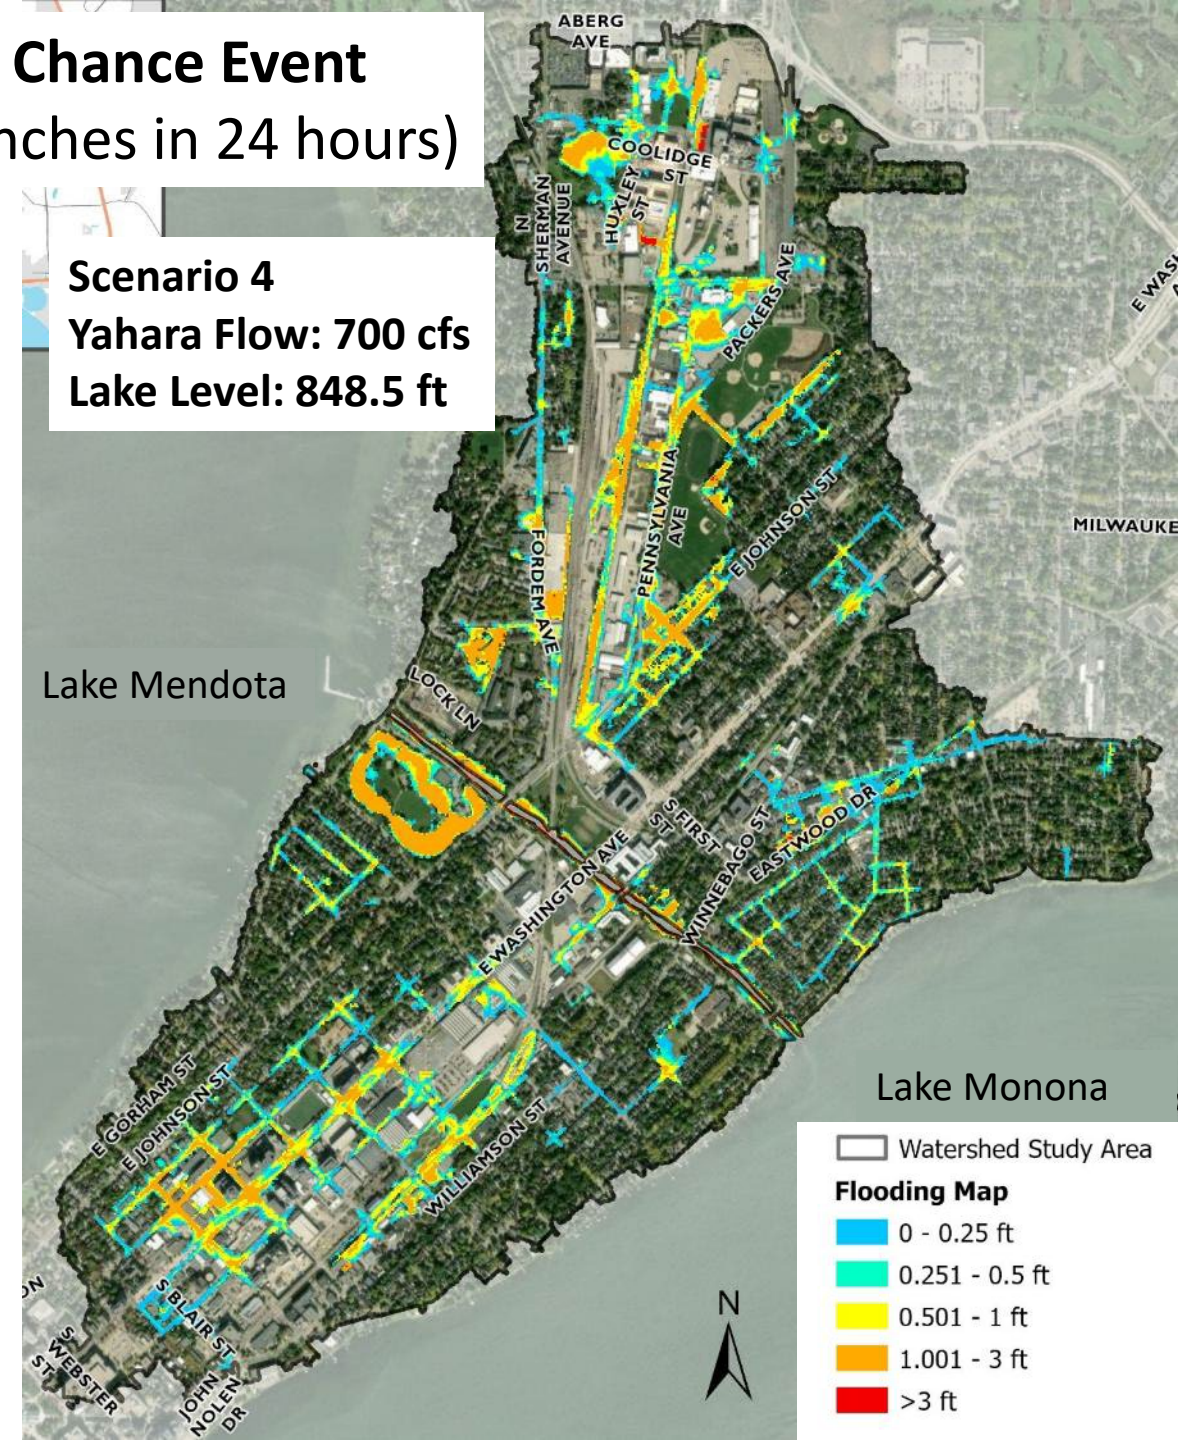 ABERG
AVE
Chance Event
nches in 24 hours)
COOLIDGE
ST
HUXLEY
ST
N
SHERMAN
AVENUE
Scenario 4
Yahara Flow: 700 cfs
Lake Level: 848.5 ft
PACKERS AVE
E WAS
PENNSYLVANIA
AVE
E JOHNSON ST
MILWAUKE
FORDEM AVE
Lake Mendota
LOCK LN
S FIRST
ST
WINNEBAGO ST
EASTWOOD DR
E WASHINGTON AVE
E GORHAM ST
E JOHNSON ST
WILLIAMSON ST
Lake Monona
S BLAIR ST
ON
S
WEBSTER
ST
JOHN
NOLEN
DR
N
Watershed Study Area
Flooding Map
0 - 0.25 ft
0.251 - 0.5 ft
0.501 - 1 ft
1.001 - 3 ft
>3 ft